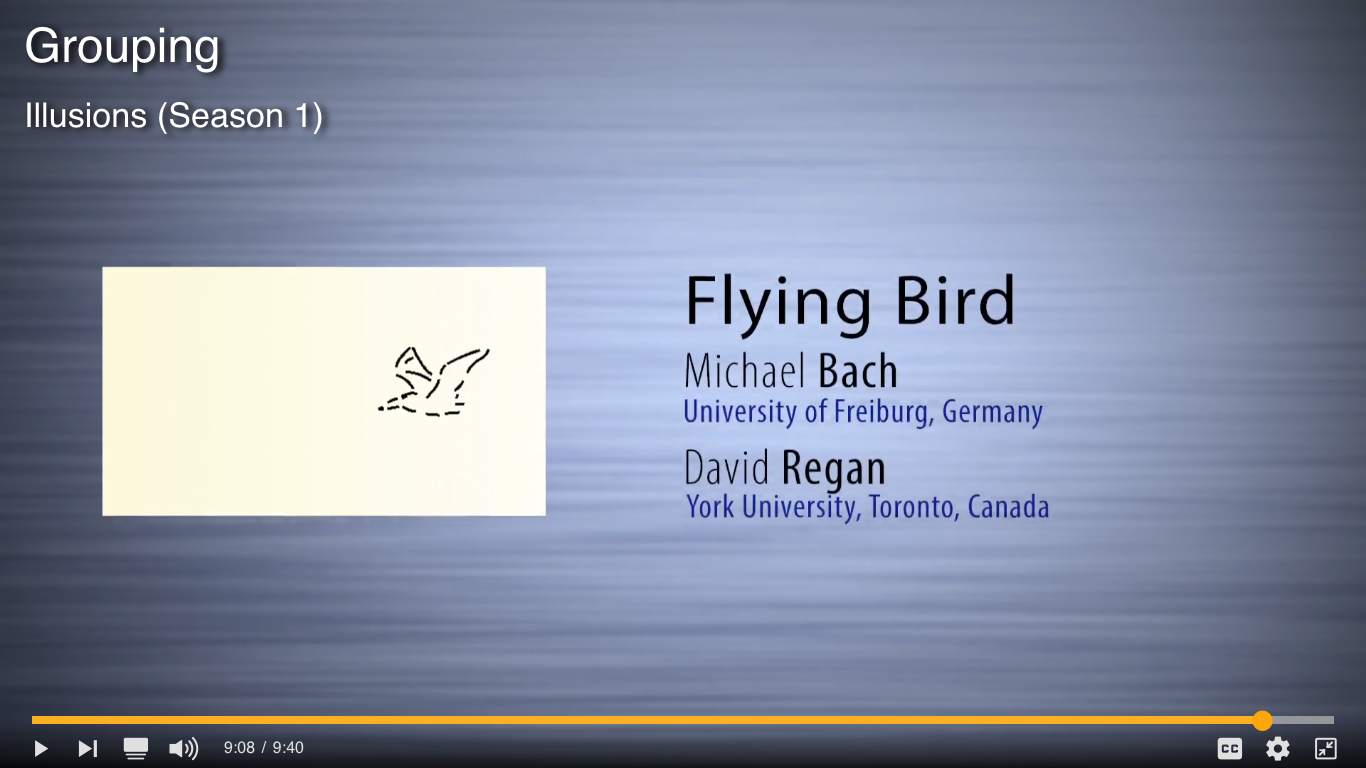 Grouping
Illusions (Season 1)
Flying Bird
Michael Bach
University of Freiburg, Germany
David Regan
York University, Toronto, Canada
9:08 / 9:40
CC